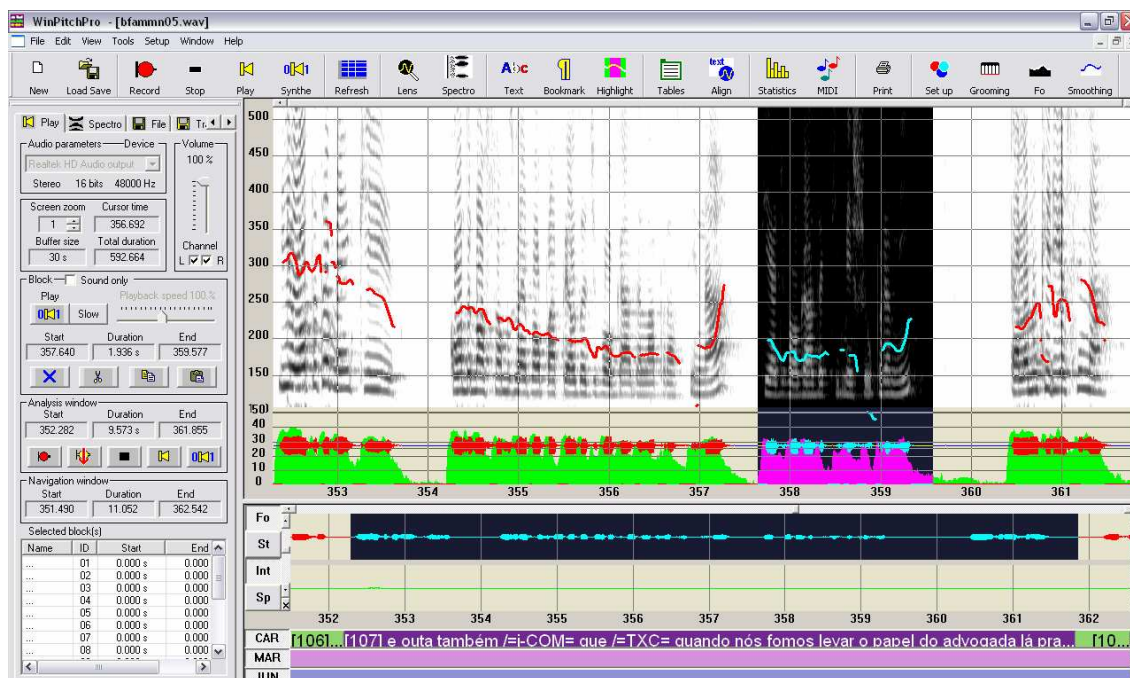 WinPitchPro - [bfammn05.wav]
File Edit View Tools Setup Window Help
New Load Save Record Stop Play Synthe Refresh Lens Spectro Text Bookmark Highlight Tables Align Statistics MIDI Print Set up Grooming Fo Smoothing
Play Spectro File Tr
Audio parameters Device Volume
Realtek HD Audio output 100 %
Stereo 16 bits 48000 Hz
Screen zoom Cursor time
1 356.692
Buffer size Total duration
30 s 592.664
Channel
L R
Block Sound only
Play Playback speed 100 %
Slow
Start Duration End
357.640 1.936 s 359.577
Analysis window
Start Duration End
352.282 9.573 s 361.855
Navigation window
Start Duration End
351.490 11.052 362.542
Selected block(s)
Name ID Start End
... 01 0.000 s 0.000
... 02 0.000 s 0.000
... 03 0.000 s 0.000
... 04 0.000 s 0.000
... 05 0.000 s 0.000
... 06 0.000 s 0.000
... 07 0.000 s 0.000
... 08 0.000 s 0.000
500
450
400
350
300
250
200
150
50
40
30
20
10
0
353 354 355 356 357 358 359 360 361
Fo
St
Int
Sp
352 353 354 355 356 357 358 359 360 361 362
CAR [106]... [107] e outa também /=i-COM= que /=TXC= quando nós fomos levar o papel do advogada lá pra... [10...
MAR
JUN